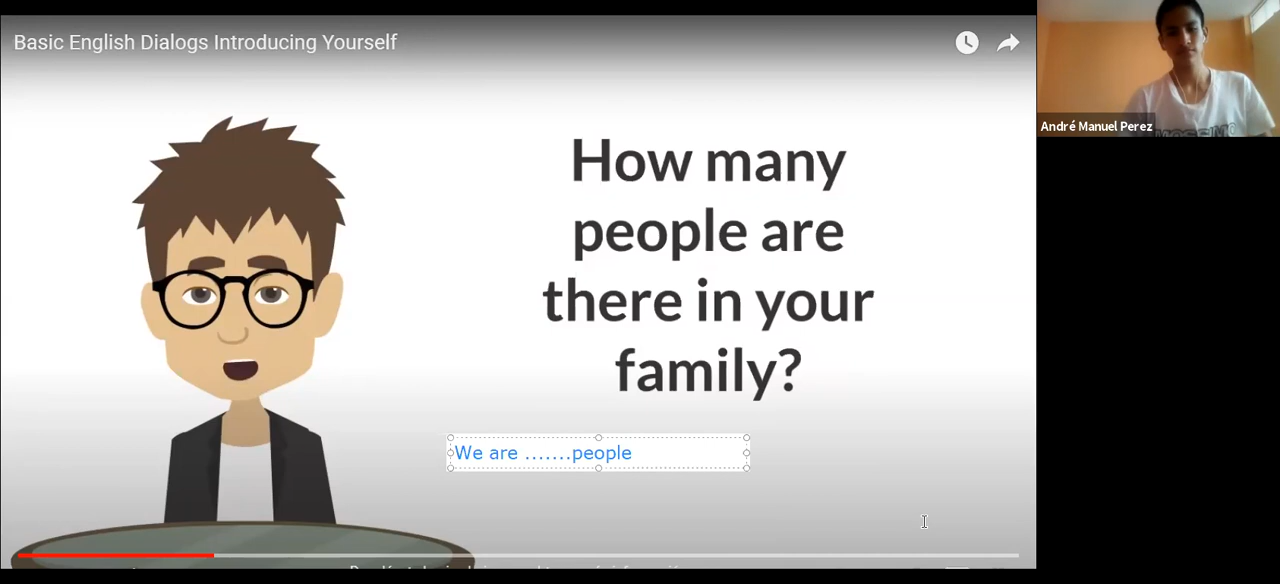 Basic English Dialogs Introducing Yourself
How many
people are
there in your
family?
We are .......people
André Manuel Perez